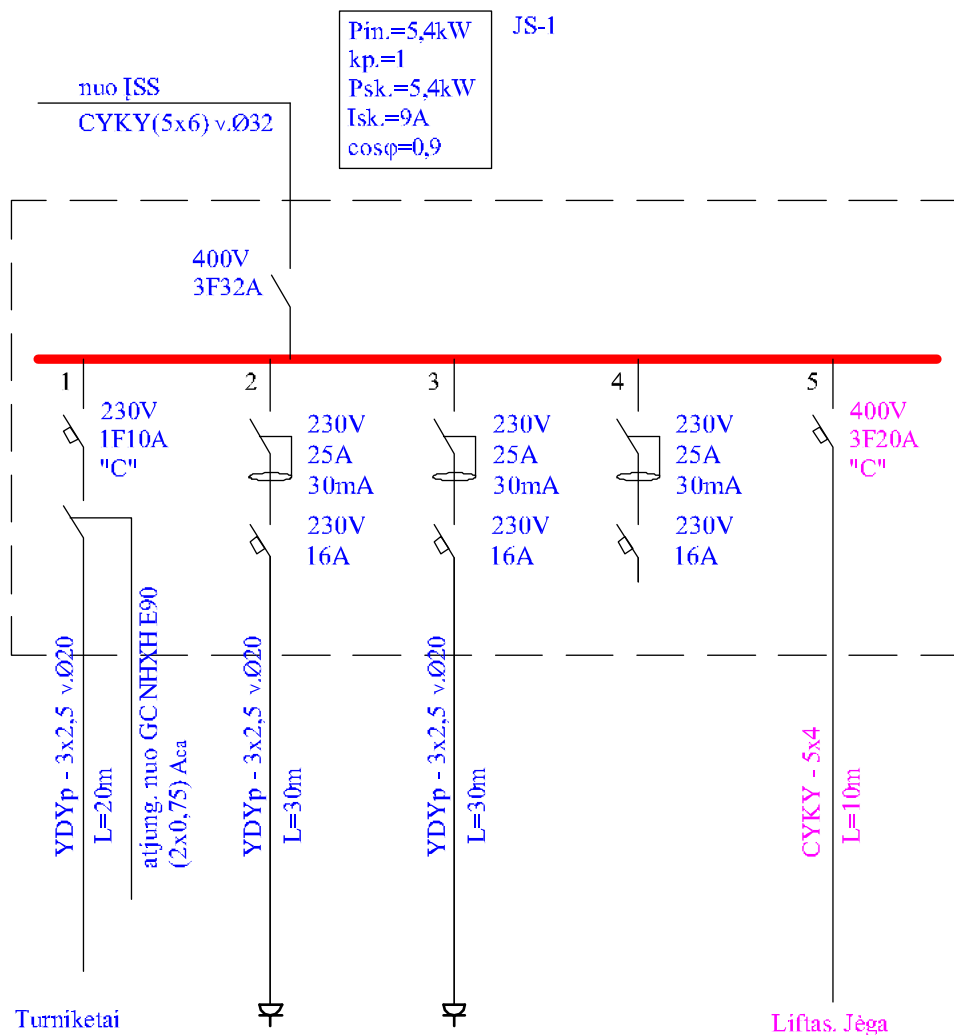 Pin.=5,4kW
kp.=1
Psk.=5,4kW
Isk.=9A
cosφ=0,9
JS-1
nuo ĮSS
CYKY(5x6) v.Ø32
400V
3F32A
1
230V
1F10A
"C"
2
230V
25A
30mA
230V
16A
3
230V
25A
30mA
230V
16A
4
230V
25A
30mA
230V
16A
5
400V
3F20A
"C"
YDYp - 3x2,5 v.Ø20
L=20m
atjung. nuo GC NHXH E90
(2x0,75) Aca
YDYp - 3x2,5 v.Ø20
L=30m
YDYp - 3x2,5 v.Ø20
L=30m
CYKY - 5x4
L=10m
Turniketai
Liftas. Jėga